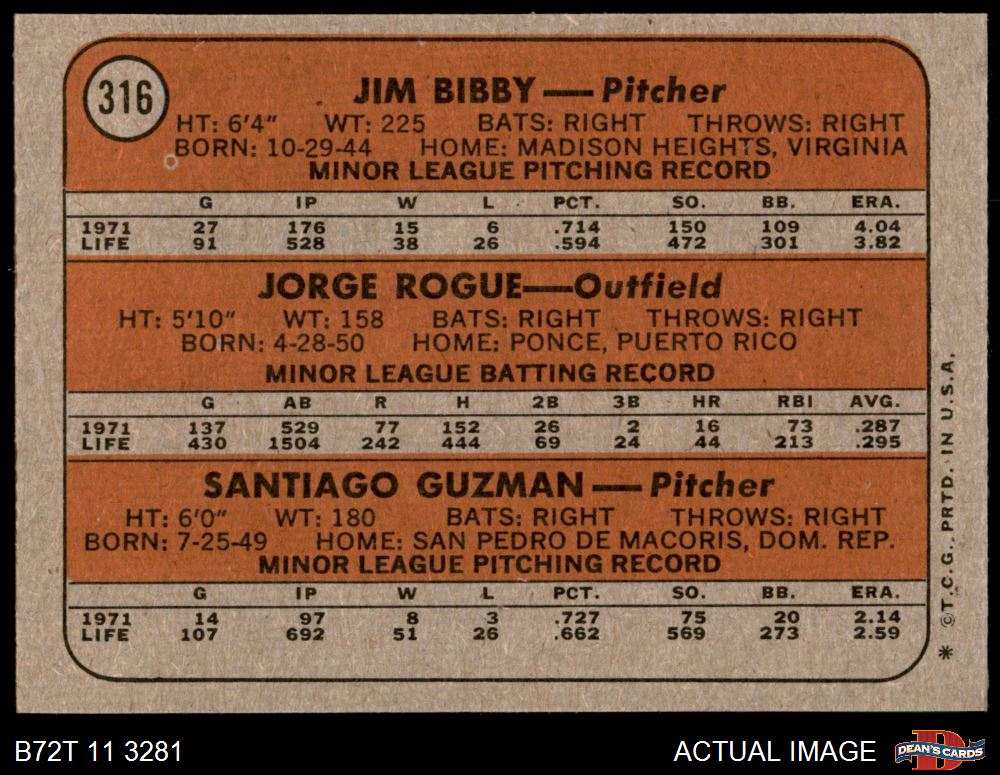 316
JIM BIBBY—Pitcher
HT: 6'4" WT: 225 BATS: RIGHT THROWS: RIGHT
BORN: 10-29-44 HOME: MADISON HEIGHTS, VIRGINIA
MINOR LEAGUE PITCHING RECORD
G IP W L PCT. SO. BB. ERA.
1971 27 176 15 6 .714 150 109 4.04
LIFE 91 528 38 26 .594 472 301 3.82
JORGE ROGUE—Outfield
HT: 5'10" WT: 158 BATS: RIGHT THROWS: RIGHT
BORN: 4-28-50 HOME: PONCE, PUERTO RICO
MINOR LEAGUE BATTING RECORD
G AB R H 2B 3B HR RBI AVG.
1971 137 529 77 152 26 2 16 73 .287
LIFE 430 1504 242 444 69 24 44 213 .295
SANTIAGO GUZMAN—Pitcher
HT: 6'0" WT: 180 BATS: RIGHT THROWS: RIGHT
BORN: 7-25-49 HOME: SAN PEDRO DE MACORIS, DOM. REP.
MINOR LEAGUE PITCHING RECORD
G IP W L PCT. SO. BB. ERA.
1971 14 97 8 3 .727 75 20 2.14
LIFE 107 692 51 26 .662 569 273 2.59
* ©T.C.G. PRTD. IN U.S.A.
B72T 11 3281
ACTUAL IMAGE
D
DEAN'S CARDS